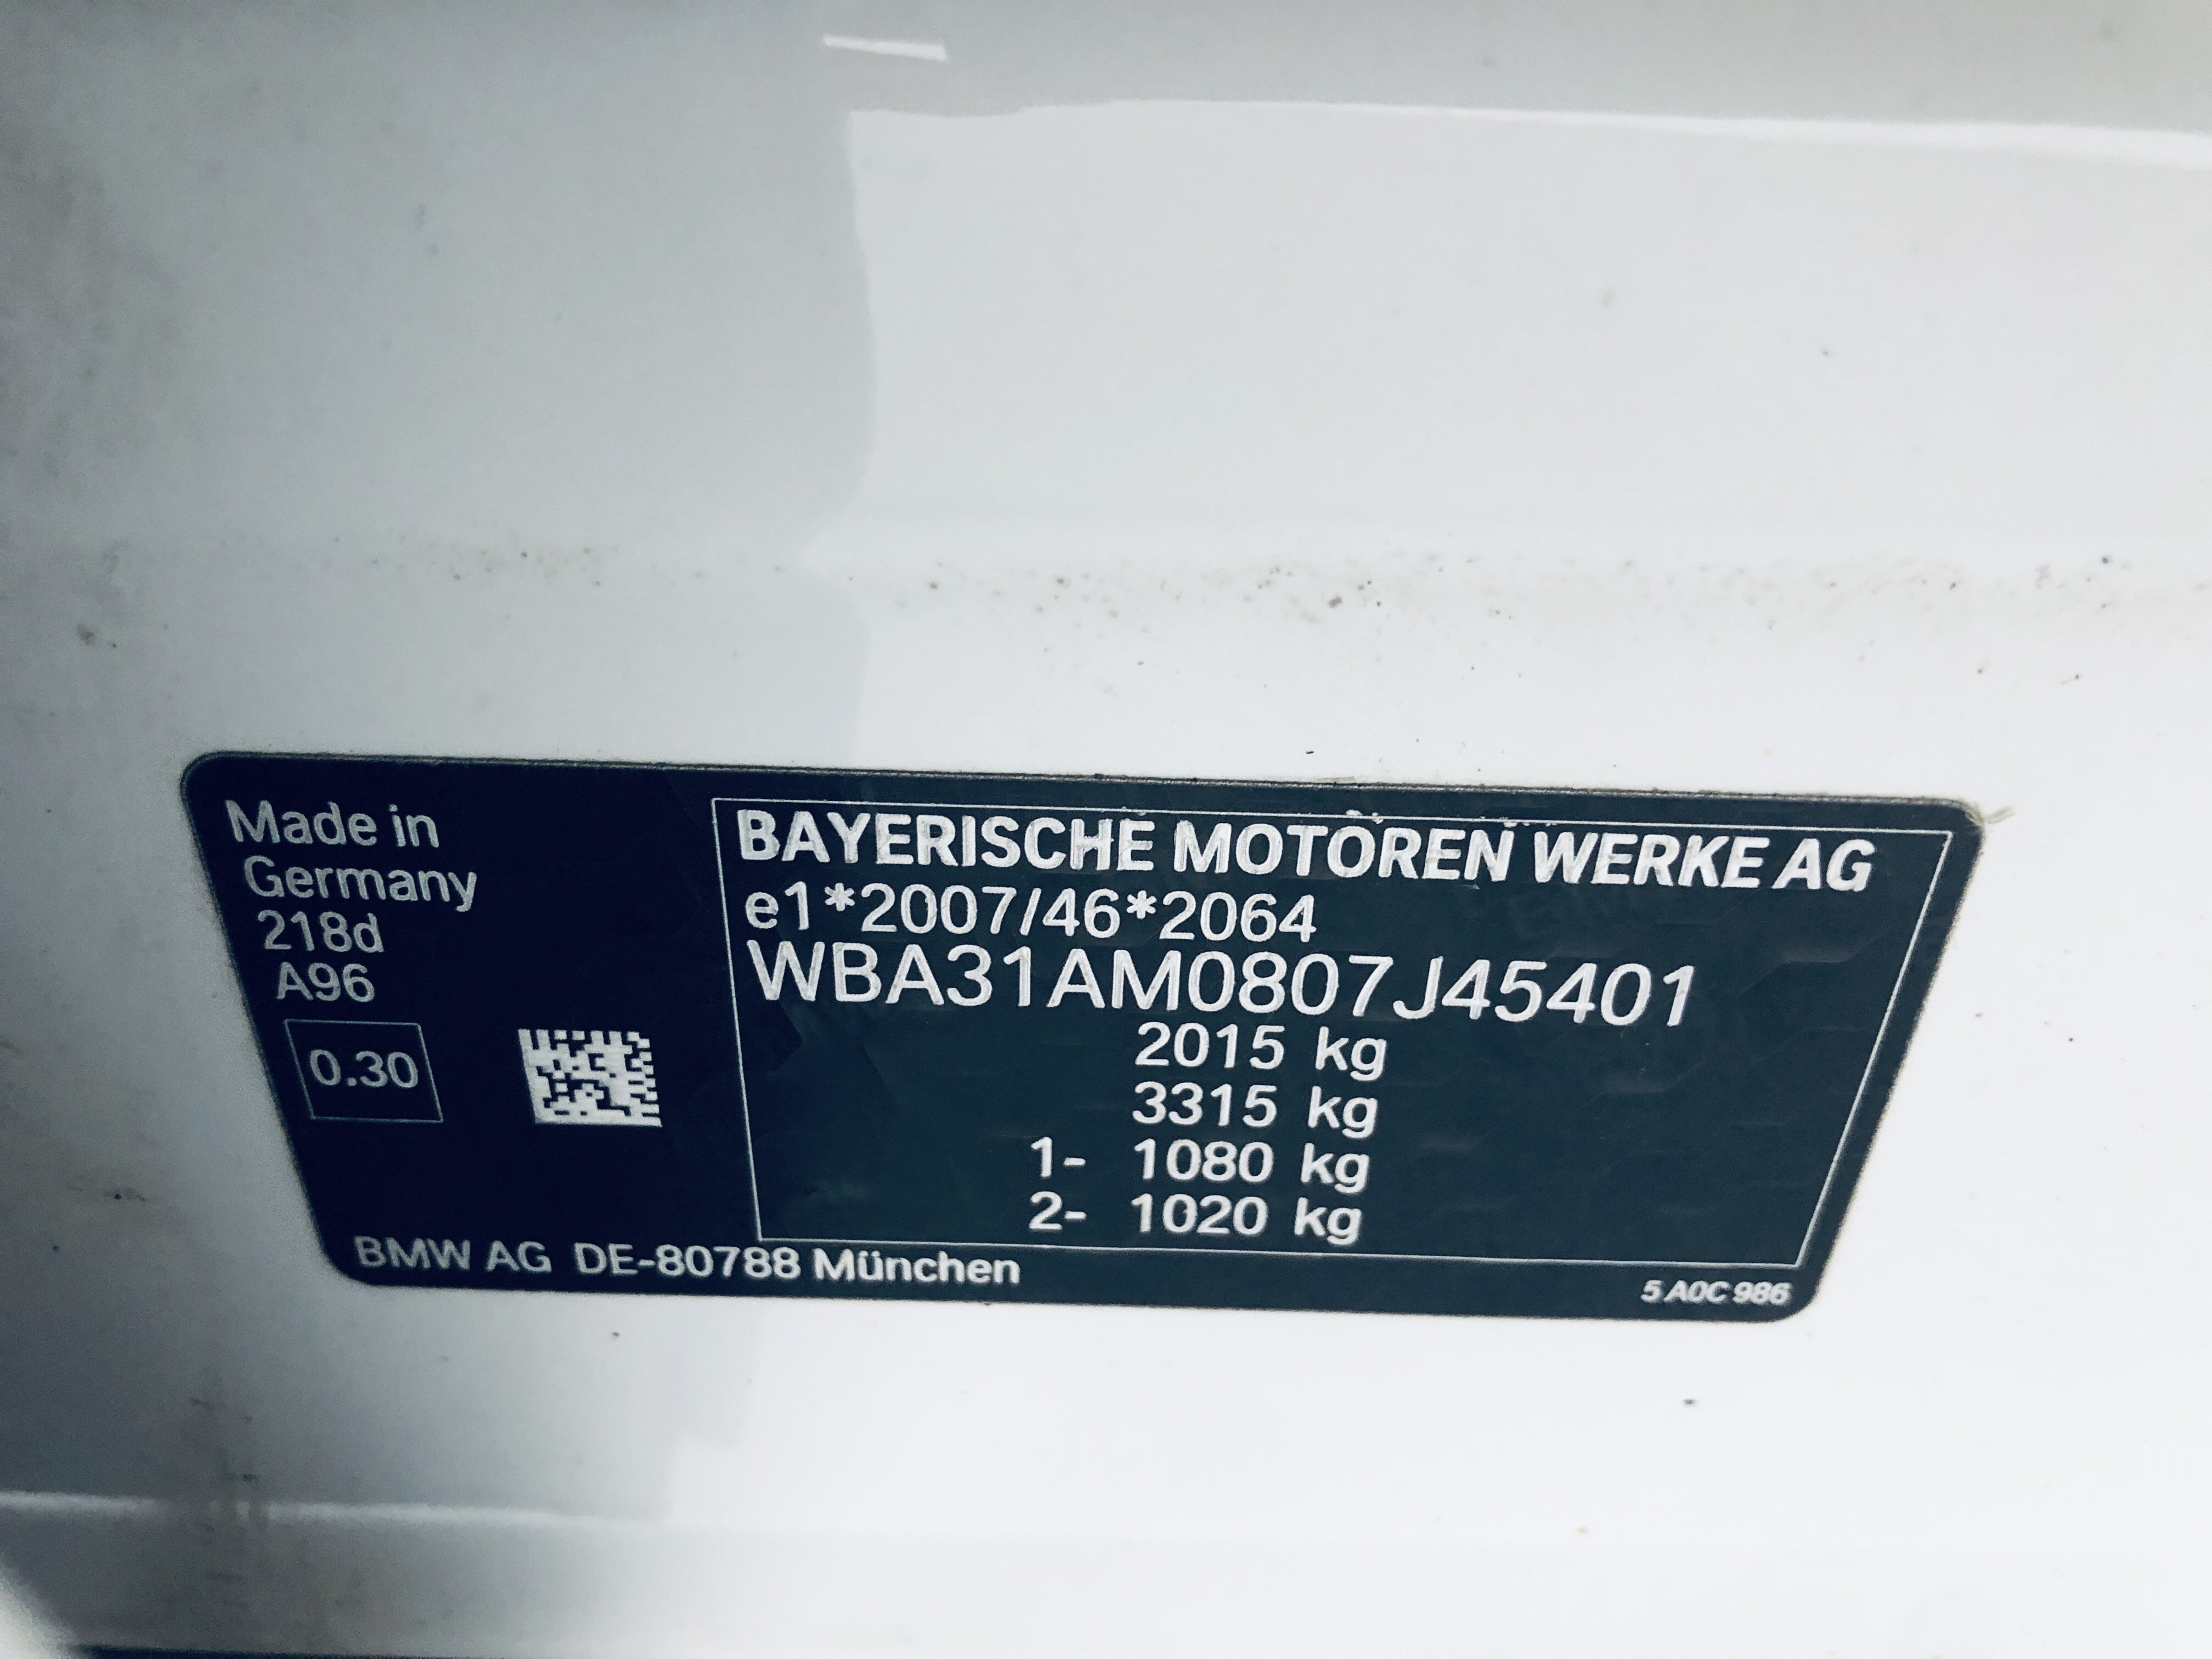 Made in
Germany
218d
A96
0.30
BAYERISCHE MOTOREN WERKE AG
e1*2007/46*2064
WBA31AM0807J45401
2015 kg
3315 kg
1- 1080 kg
2- 1020 kg
BMW AG DE-80788 München
5 A0C 986